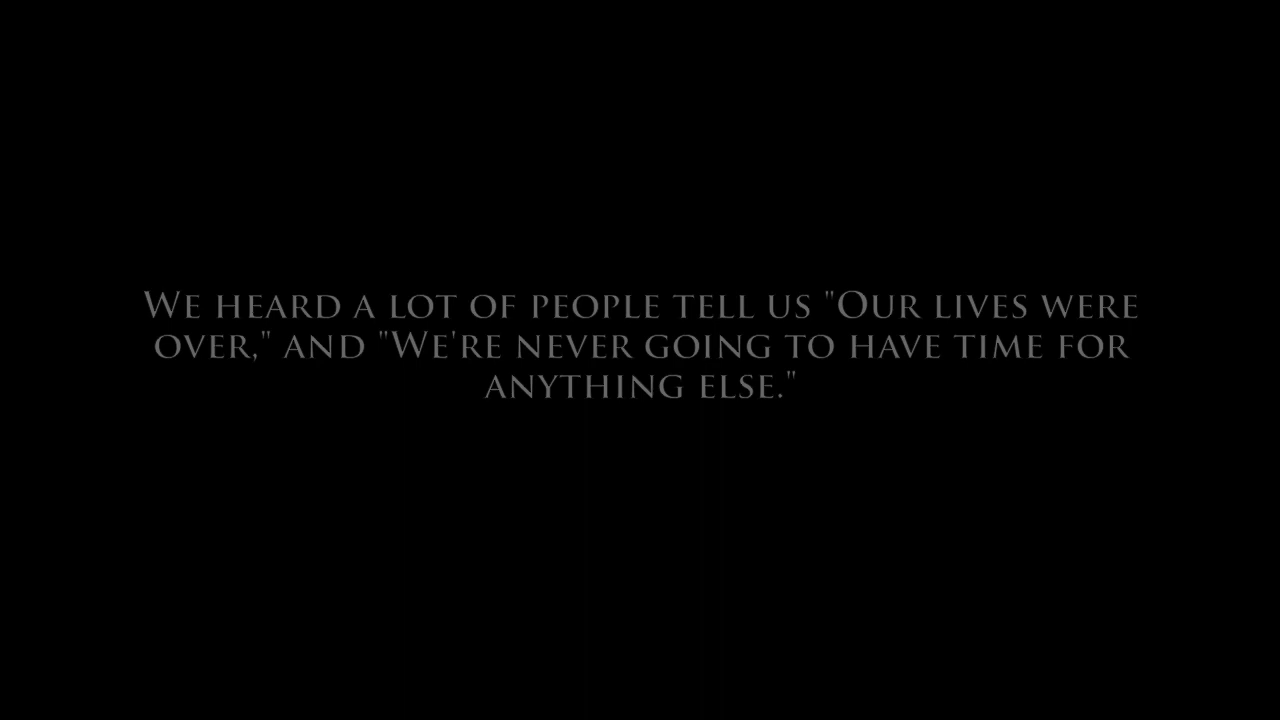 We heard a lot of people tell us "Our lives were
over," and "We're never going to have time for
anything else."